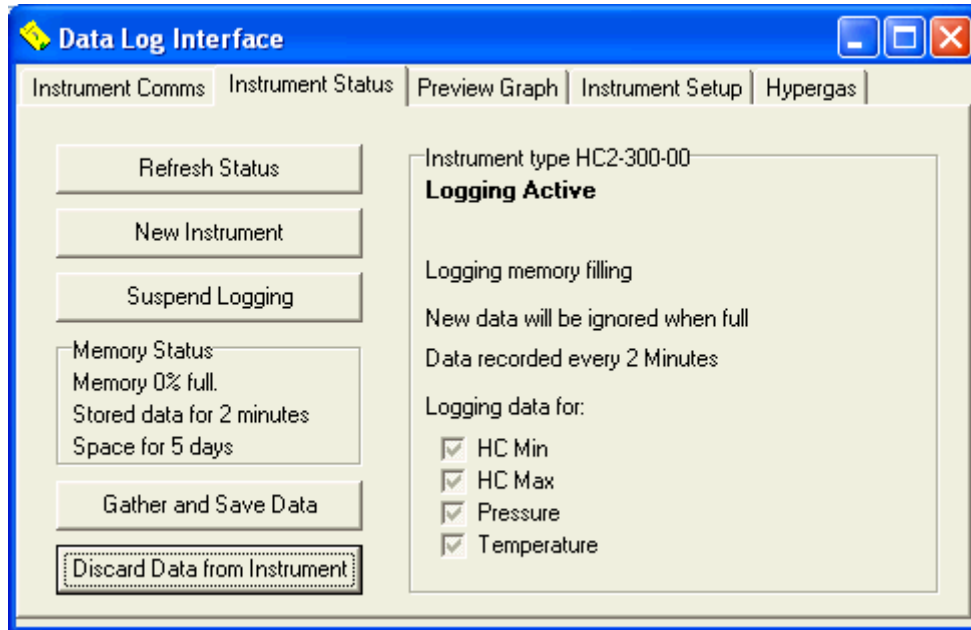 Data Log Interface
Instrument Comms
Instrument Status
Preview Graph
Instrument Setup
Hypergas
Refresh Status
New Instrument
Suspend Logging
Memory Status
Memory 0% full.
Stored data for 2 minutes
Space for 5 days
Gather and Save Data
Discard Data from Instrument
Instrument type HC2-300-00
Logging Active
Logging memory filling
New data will be ignored when full
Data recorded every 2 Minutes
Logging data for:
HC Min
HC Max
Pressure
Temperature